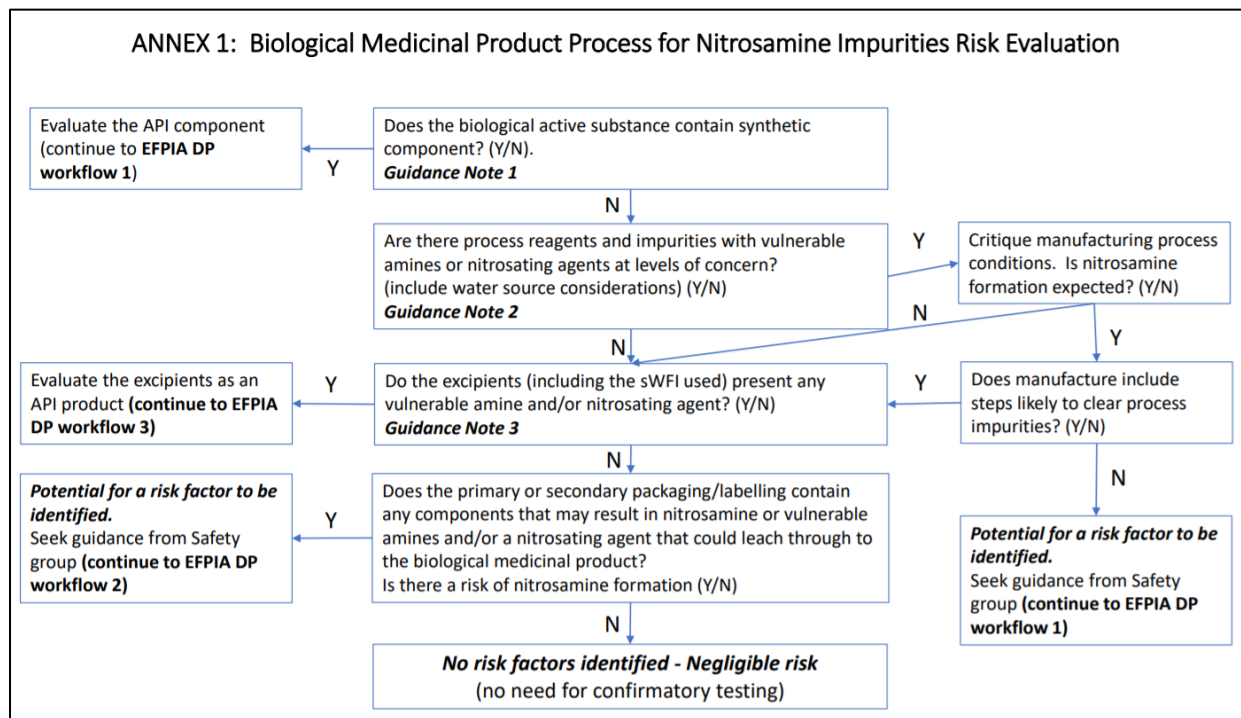 ANNEX 1: Biological Medicinal Product Process for Nitrosamine Impurities Risk Evaluation
Evaluate the API component
(continue to EFPIA DP
workflow 1)
Y
Does the biological active substance contain synthetic
component? (Y/N).
Guidance Note 1
N
Are there process reagents and impurities with vulnerable
amines or nitrosating agents at levels of concern?
(include water source considerations) (Y/N)
Guidance Note 2
Y
Critique manufacturing process
conditions. Is nitrosamine
formation expected? (Y/N)
N
N
Y
Evaluate the excipients as an
API product (continue to EFPIA
DP workflow 3)
Y
Do the excipients (including the sWFI used) present any
vulnerable amine and/or nitrosating agent? (Y/N)
Guidance Note 3
Y
Does manufacture include
steps likely to clear process
impurities? (Y/N)
N
N
Potential for a risk factor to be
identified.
Seek guidance from Safety
group (continue to EFPIA DP
workflow 2)
Y
Does the primary or secondary packaging/labelling contain
any components that may result in nitrosamine or vulnerable
amines and/or a nitrosating agent that could leach through to
the biological medicinal product?
Is there a risk of nitrosamine formation (Y/N)
Potential for a risk factor to be
identified.
Seek guidance from Safety
group (continue to EFPIA DP
workflow 1)
N
No risk factors identified - Negligible risk
(no need for confirmatory testing)